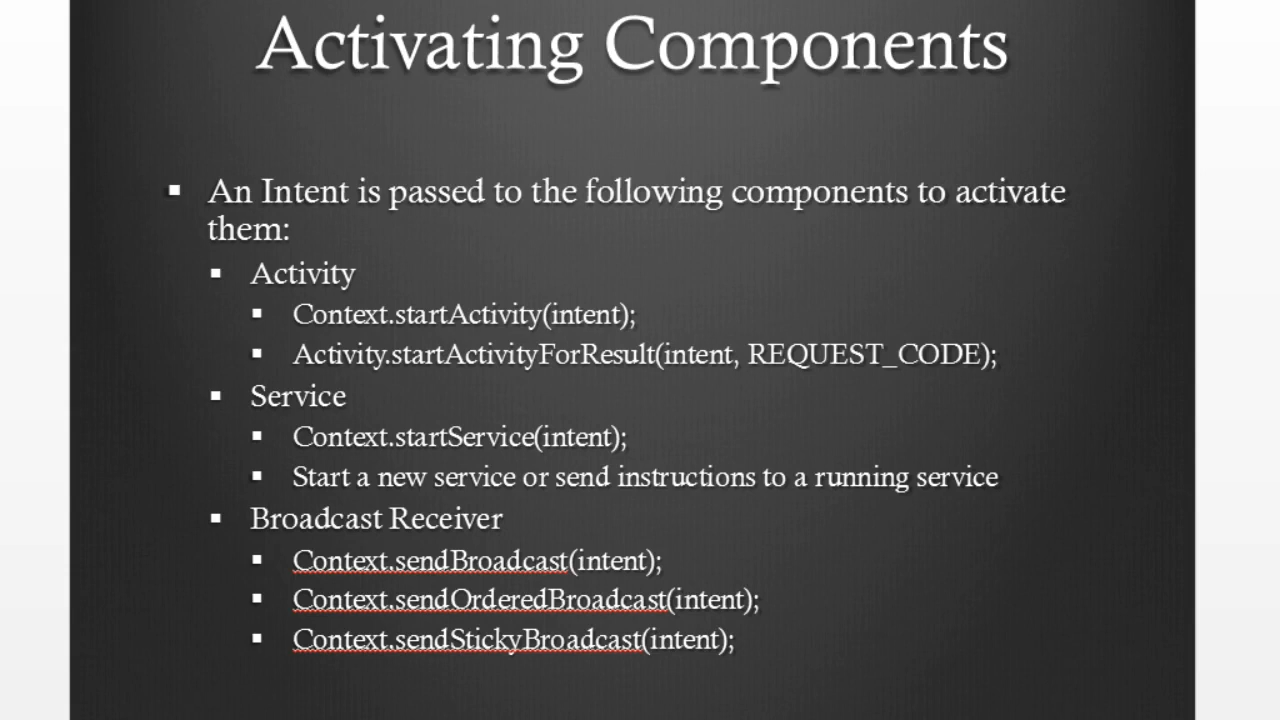 Activating Components
An Intent is passed to the following components to activate
them:
Activity
Context.startActivity(intent);
Activity.startActivityForResult(intent, REQUEST_CODE);
Service
Context.startService(intent);
Start a new service or send instructions to a running service
Broadcast Receiver
Context.sendBroadcast(intent);
Context.sendOrderedBroadcast(intent);
Context.sendStickyBroadcast(intent);